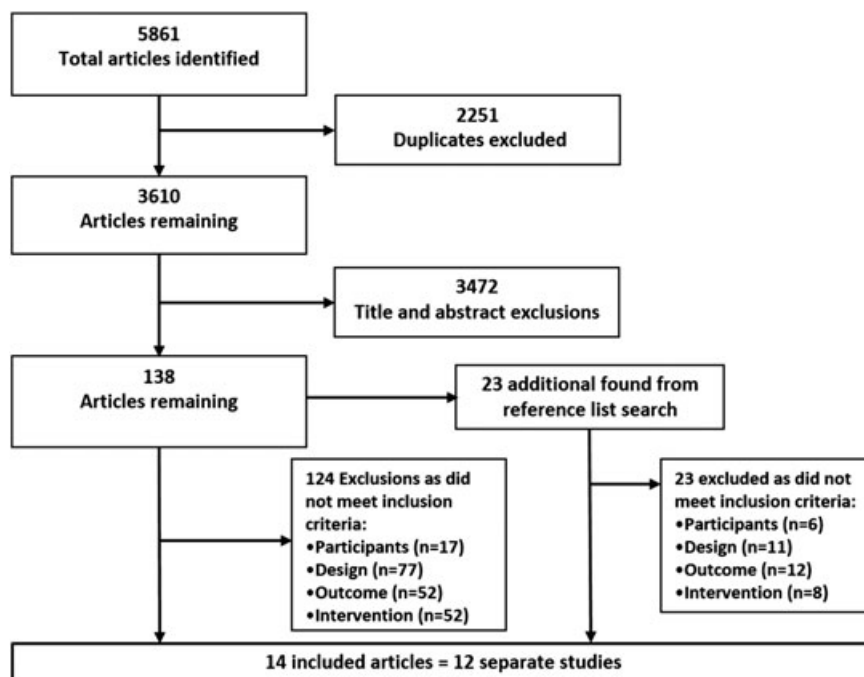 5861
Total articles identified
2251
Duplicates excluded
3610
Articles remaining
3472
Title and abstract exclusions
138
Articles remaining
23 additional found from
reference list search
124 Exclusions as did
not meet inclusion
criteria:
•Participants (n=17)
•Design (n=77)
•Outcome (n=52)
•Intervention (n=52)
23 excluded as did not
meet inclusion criteria:
•Participants (n=6)
•Design (n=11)
•Outcome (n=12)
•Intervention (n=8)
14 included articles = 12 separate studies